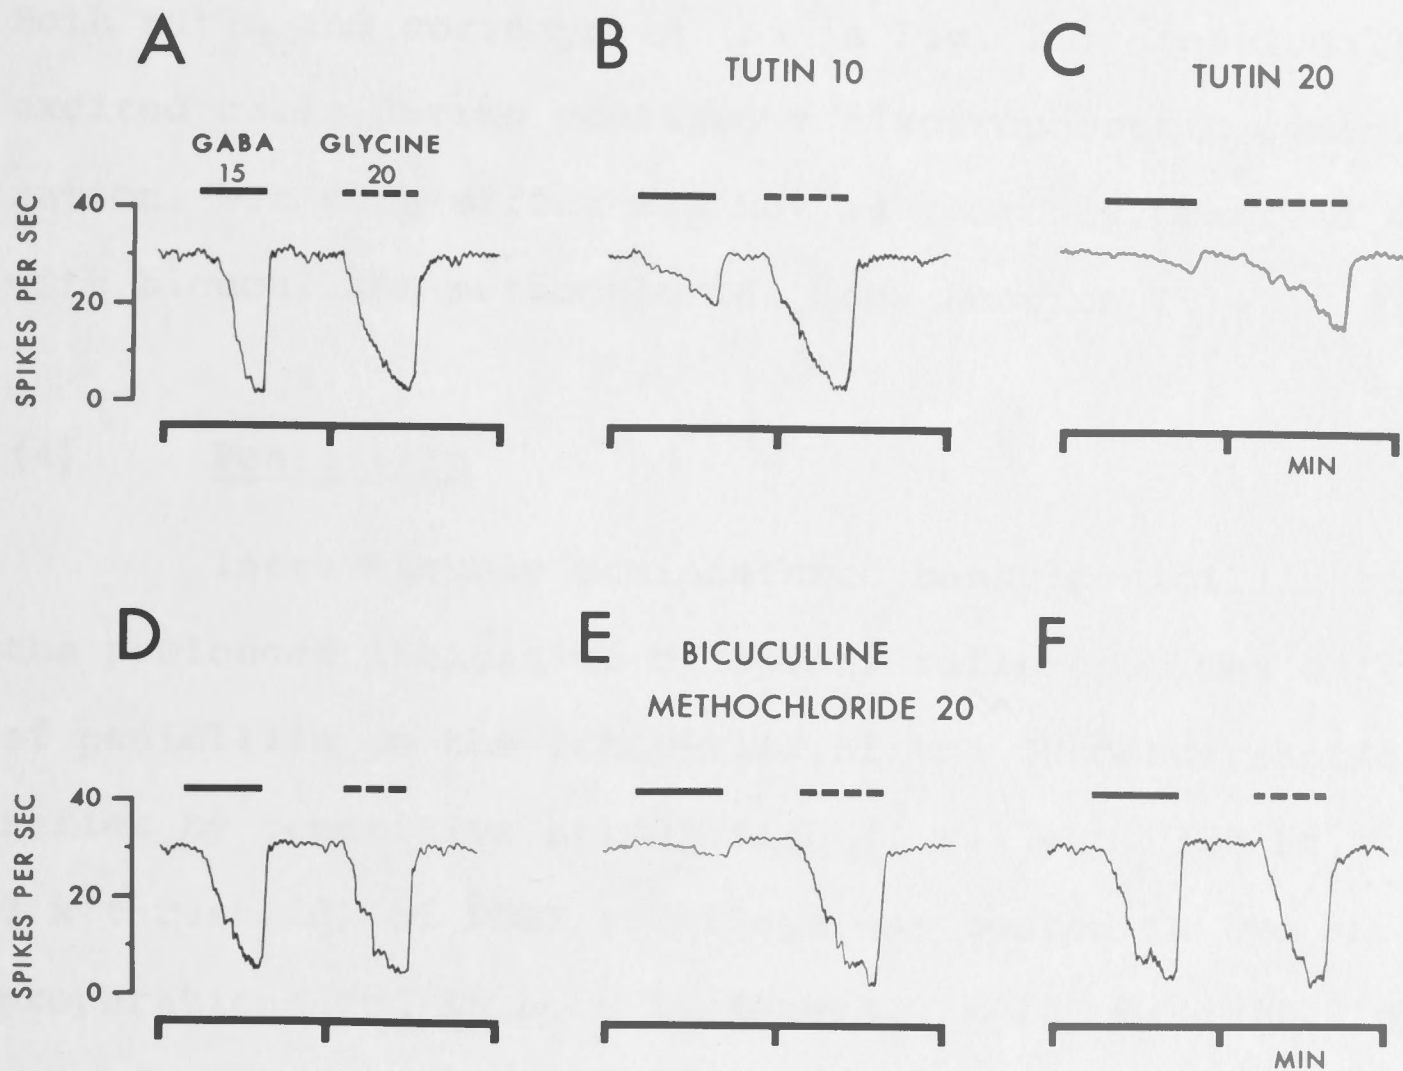 A
B
TUTIN 10
C
TUTIN 20
GABA
15
GLYCINE
20
SPIKES PER SEC
40
20
0
MIN
D
E
BICUCULLINE
METHOCHLORIDE 20
F
SPIKES PER SEC
40
20
0
MIN